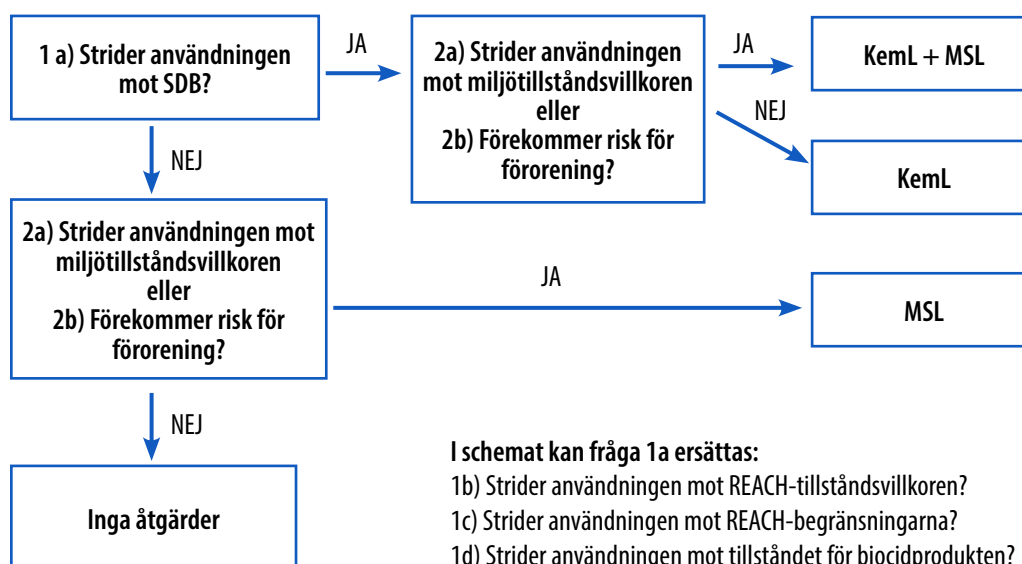 1 a) Strider användningen
mot SDB?
JA
2a) Strider användningen
mot miljötillståndsvillkoren
eller
2b) Förekommer risk för
förorening?
JA
KemL + MSL
NEJ
KemL
NEJ
2a) Strider användningen mot
miljötillståndsvillkoren
eller
2b) Förekommer risk för
förorening?
JA
MSL
NEJ
Inga åtgärder
I schemat kan fråga 1a ersättas:
1b) Strider användningen mot REACH-tillståndsvillkoren?
1c) Strider användningen mot REACH-begränsningarna?
1d) Strider användningen mot tillståndet för biocidprodukten?